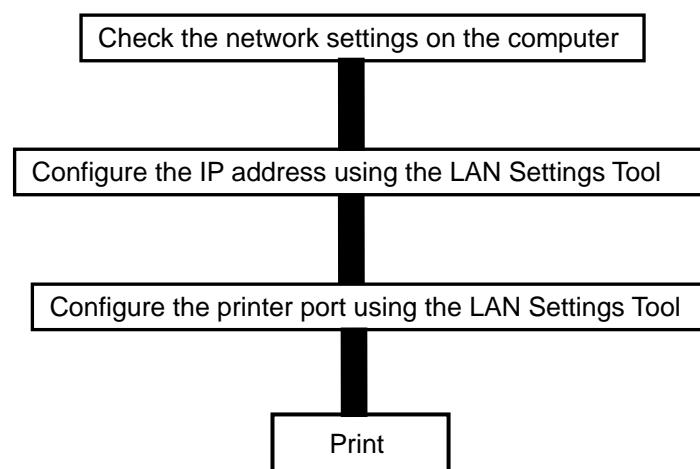 Check the network settings on the computer
Configure the IP address using the LAN Settings Tool
Configure the printer port using the LAN Settings Tool
Print